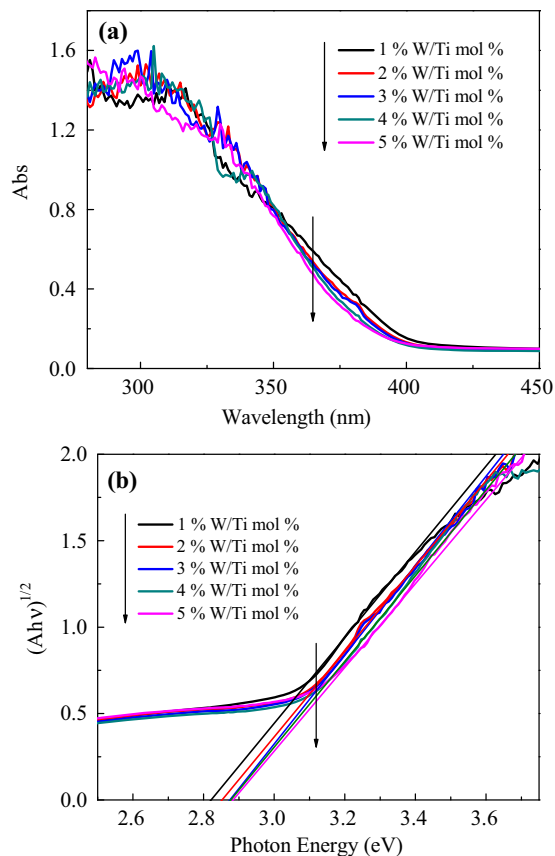 (a)
1 % W/Ti mol %
2 % W/Ti mol %
3 % W/Ti mol %
4 % W/Ti mol %
5 % W/Ti mol %
1.6
1.2
0.8
0.4
0.0
Abs
300
350
400
450
Wavelength (nm)
(b)
1 % W/Ti mol %
2 % W/Ti mol %
3 % W/Ti mol %
4 % W/Ti mol %
5 % W/Ti mol %
2.0
1.5
1.0
0.5
0.0
(Ahν)^1/2
2.6
2.8
3.0
3.2
3.4
3.6
Photon Energy (eV)